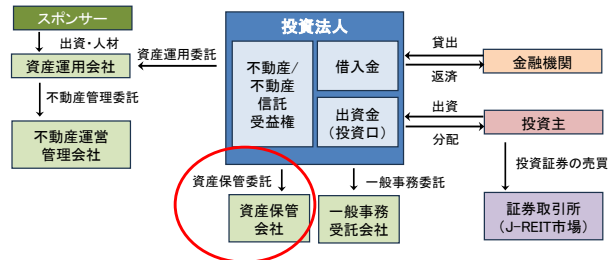 スポンサー
出資・人材
資産運用会社
不動産管理委託
不動産運営
管理会社
資産運用委託
投資法人
不動産/
不動産
信託
受益権
借入金
出資金
(投資口)
貸出
返済
金融機関
出資
分配
投資主
投資証券の売買
証券取引所
(J-REIT市場)
資産保管委託
資産保管
会社
一般事務委託
一般事務
受託会社